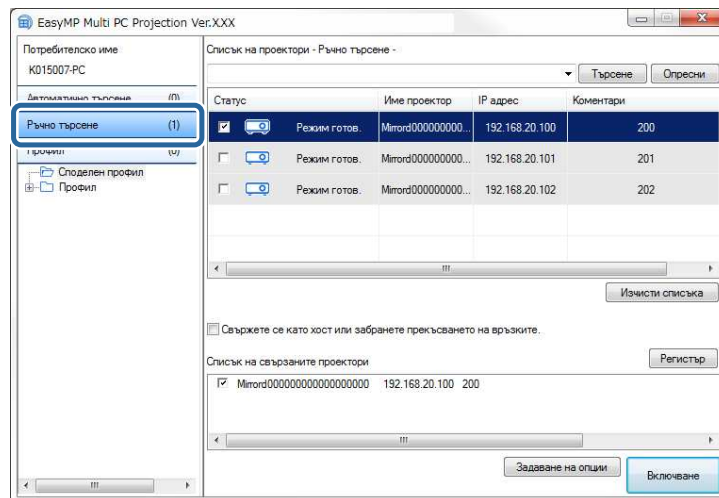 EasyMP Multi PC Projection Ver.XXX
Потребителско име
K015007-PC
Автоматично търсене (0)
Ръчно търсене (1)
Профил (0)
Споделен профил
Профил
Списък на проектори - Ръчно търсене -
Търсене Опресни
Статус Име проектор IP адрес Коментари
Режим готов. Mirrord000000000... 192.168.20.100 200
Режим готов. Mirrord000000000... 192.168.20.101 201
Режим готов. Mirrord000000000... 192.168.20.102 202
Изчисти списъка
Свържете се като хост или забранете прекъсването на връзките.
Списък на свързаните проектори Регистър
Mirrord000000000000000000 192.168.20.100 200
Задаване на опции Включване